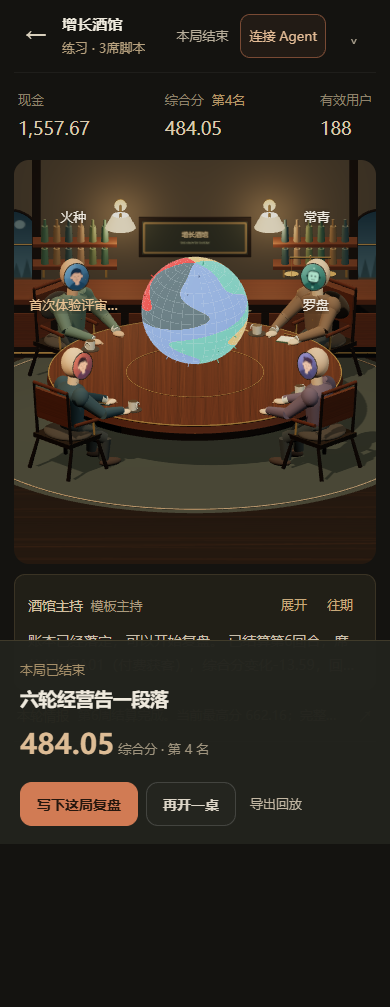 增长酒馆
练习 · 3席脚本
本局结束
连接 Agent
现金
综合分 第4名
有效用户
1,557.67
484.05
188
增长酒馆
火种
常青
首次体验评审...
罗盘
酒馆主持 模板主持
展开
往期
本局已结束
六轮经营告一段落
484.05 综合分 · 第 4 名
写下这局复盘
再开一桌
导出回放